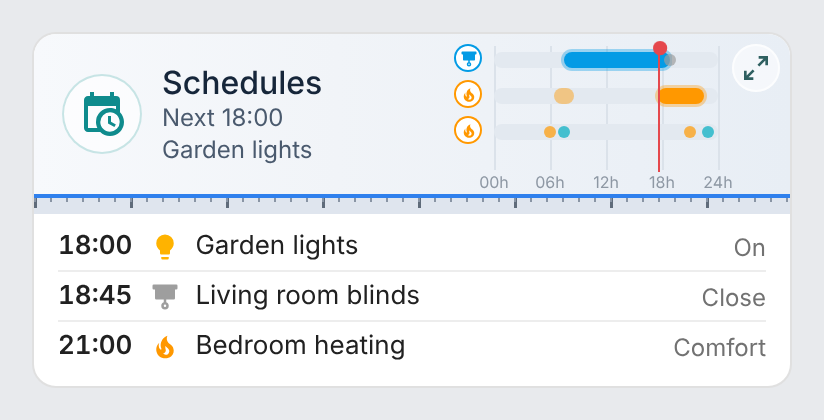 Schedules
Next 18:00
Garden lights
00h 06h 12h 18h 24h
18:00 Garden lights On
18:45 Living room blinds Close
21:00 Bedroom heating Comfort